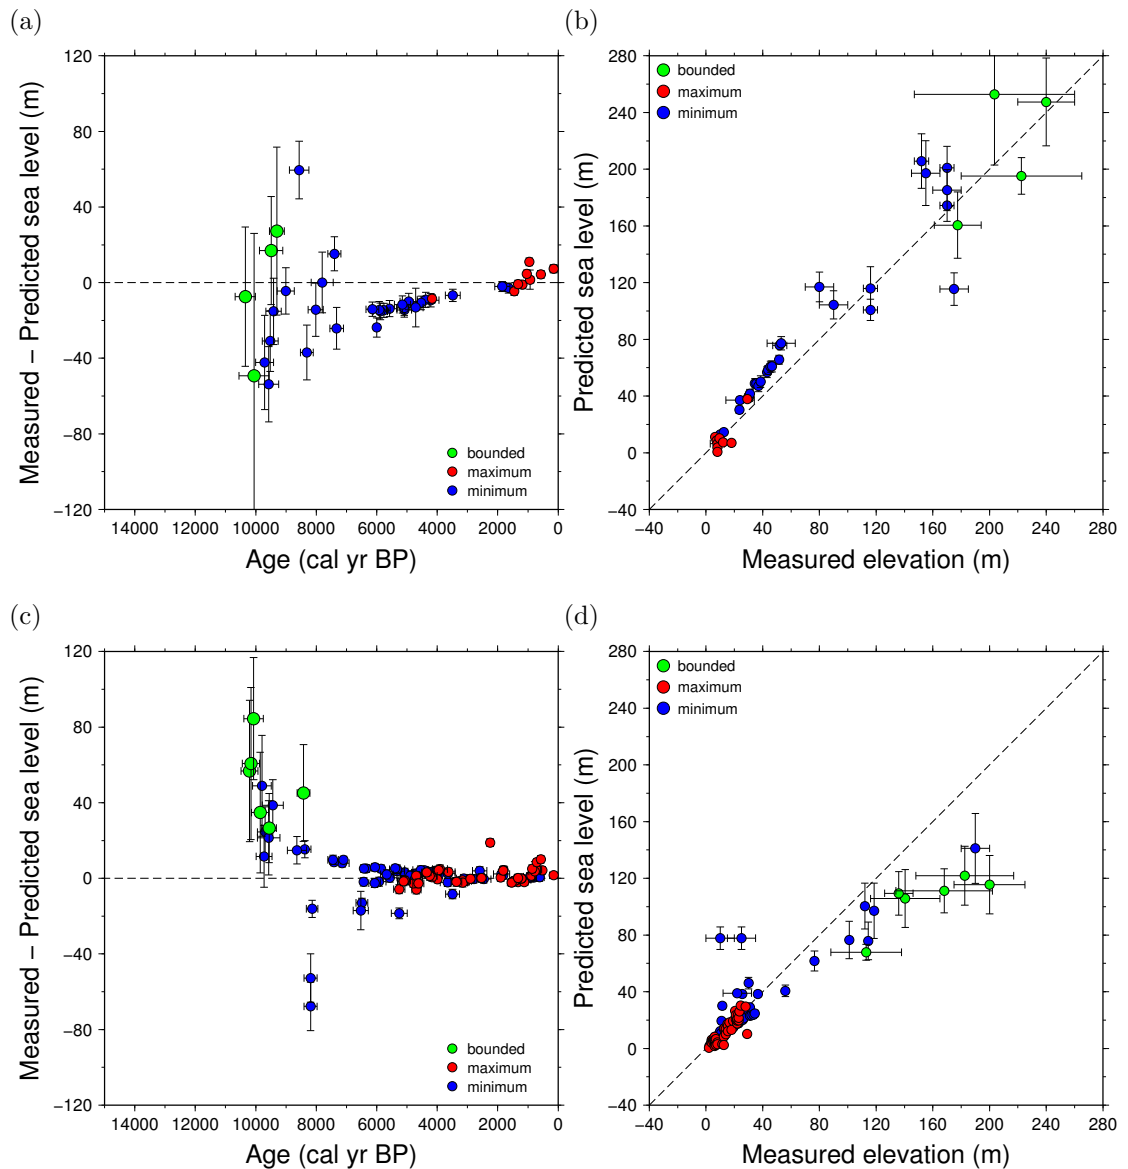 (a)
(b)
120
80
40
0
−40
−80
−120
Measured − Predicted sea level (m)
bounded
maximum
minimum
14000 12000 10000 8000 6000 4000 2000 0
Age (cal yr BP)
280
240
200
160
120
80
40
0
−40
Predicted sea level (m)
bounded
maximum
minimum
−40 0 40 80 120 160 200 240 280
Measured elevation (m)
(c)
(d)
120
80
40
0
−40
−80
−120
Measured − Predicted sea level (m)
bounded
maximum
minimum
14000 12000 10000 8000 6000 4000 2000 0
Age (cal yr BP)
280
240
200
160
120
80
40
0
−40
Predicted sea level (m)
bounded
maximum
minimum
−40 0 40 80 120 160 200 240 280
Measured elevation (m)